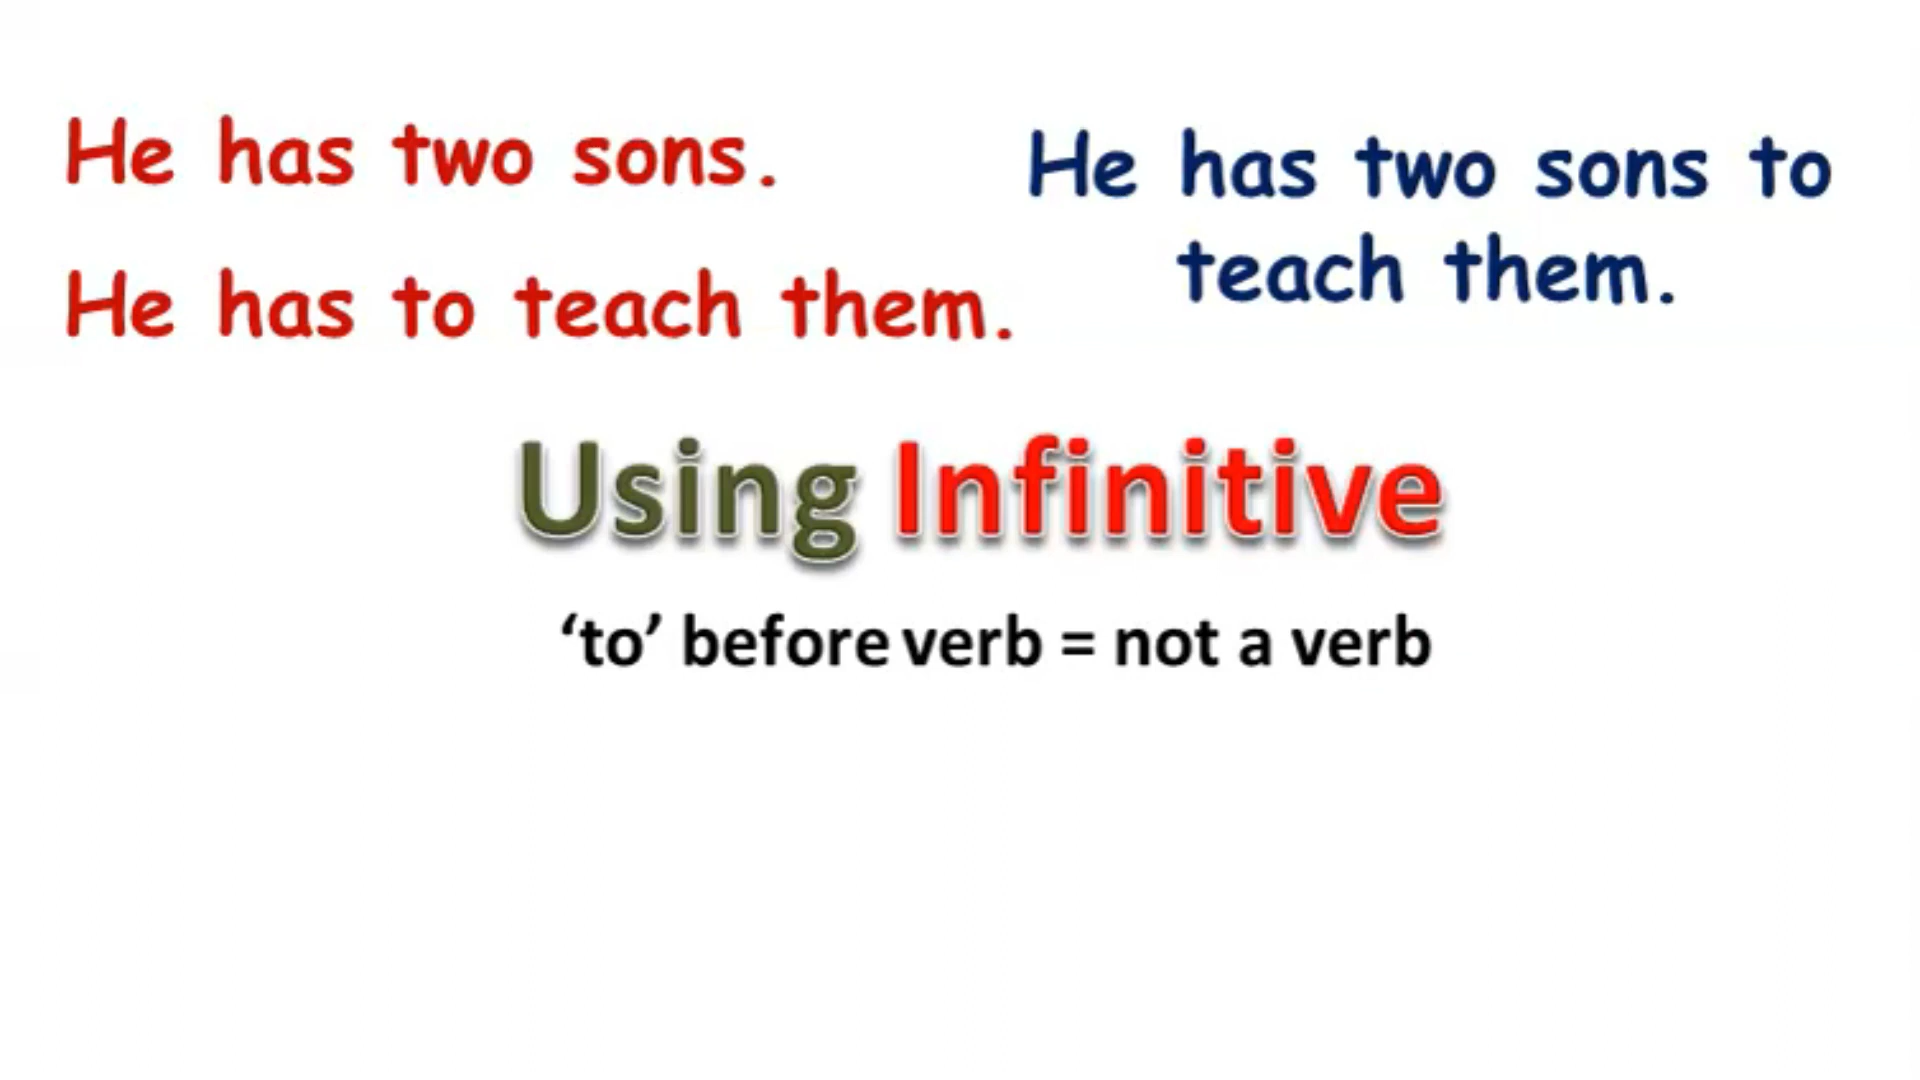 He has two sons.
He has to teach them.
He has two sons to
teach them.
Using Infinitive
‘to’ before verb = not a verb